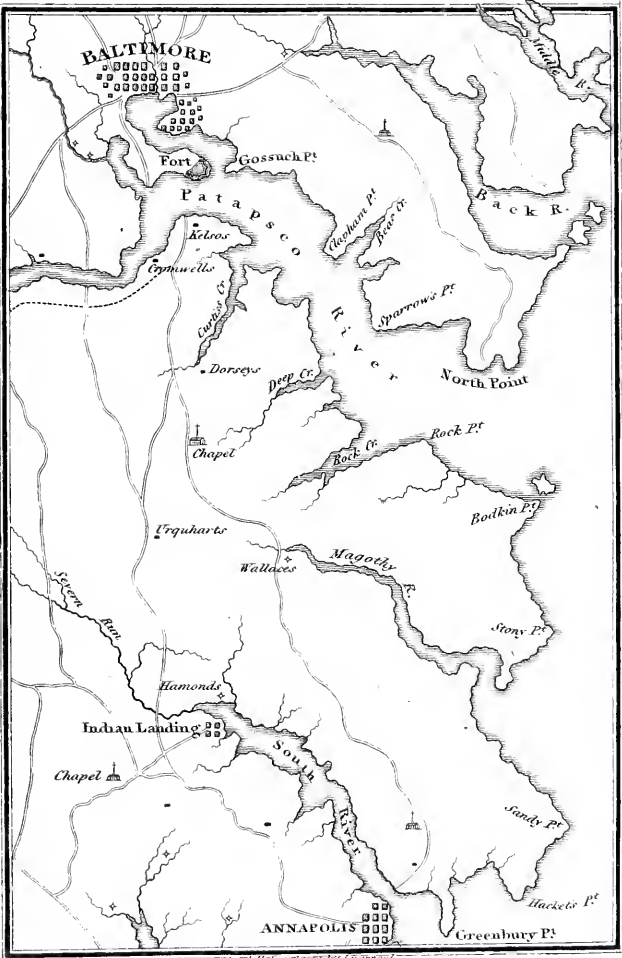 BALTIMORE
Middle R.
Fort
Gossuch Pt
Patapsco River
Clapham Pt
Bear Cr.
Back R.
Kelsos
Cromwells
Curtiss Cr.
Sparrow's Pt
North Point
Dorseys
Deep Cr.
Chapel
Rock Cr.
Rock Pt
Bodkin Pt
Urquharts
Wallaces
Magothy R.
Severn Run
Stony Pt
Hamonds
Indian Landing
South River
Chapel
Sandy Pt
Hackets Pt
ANNAPOLIS
Greenbury Pt